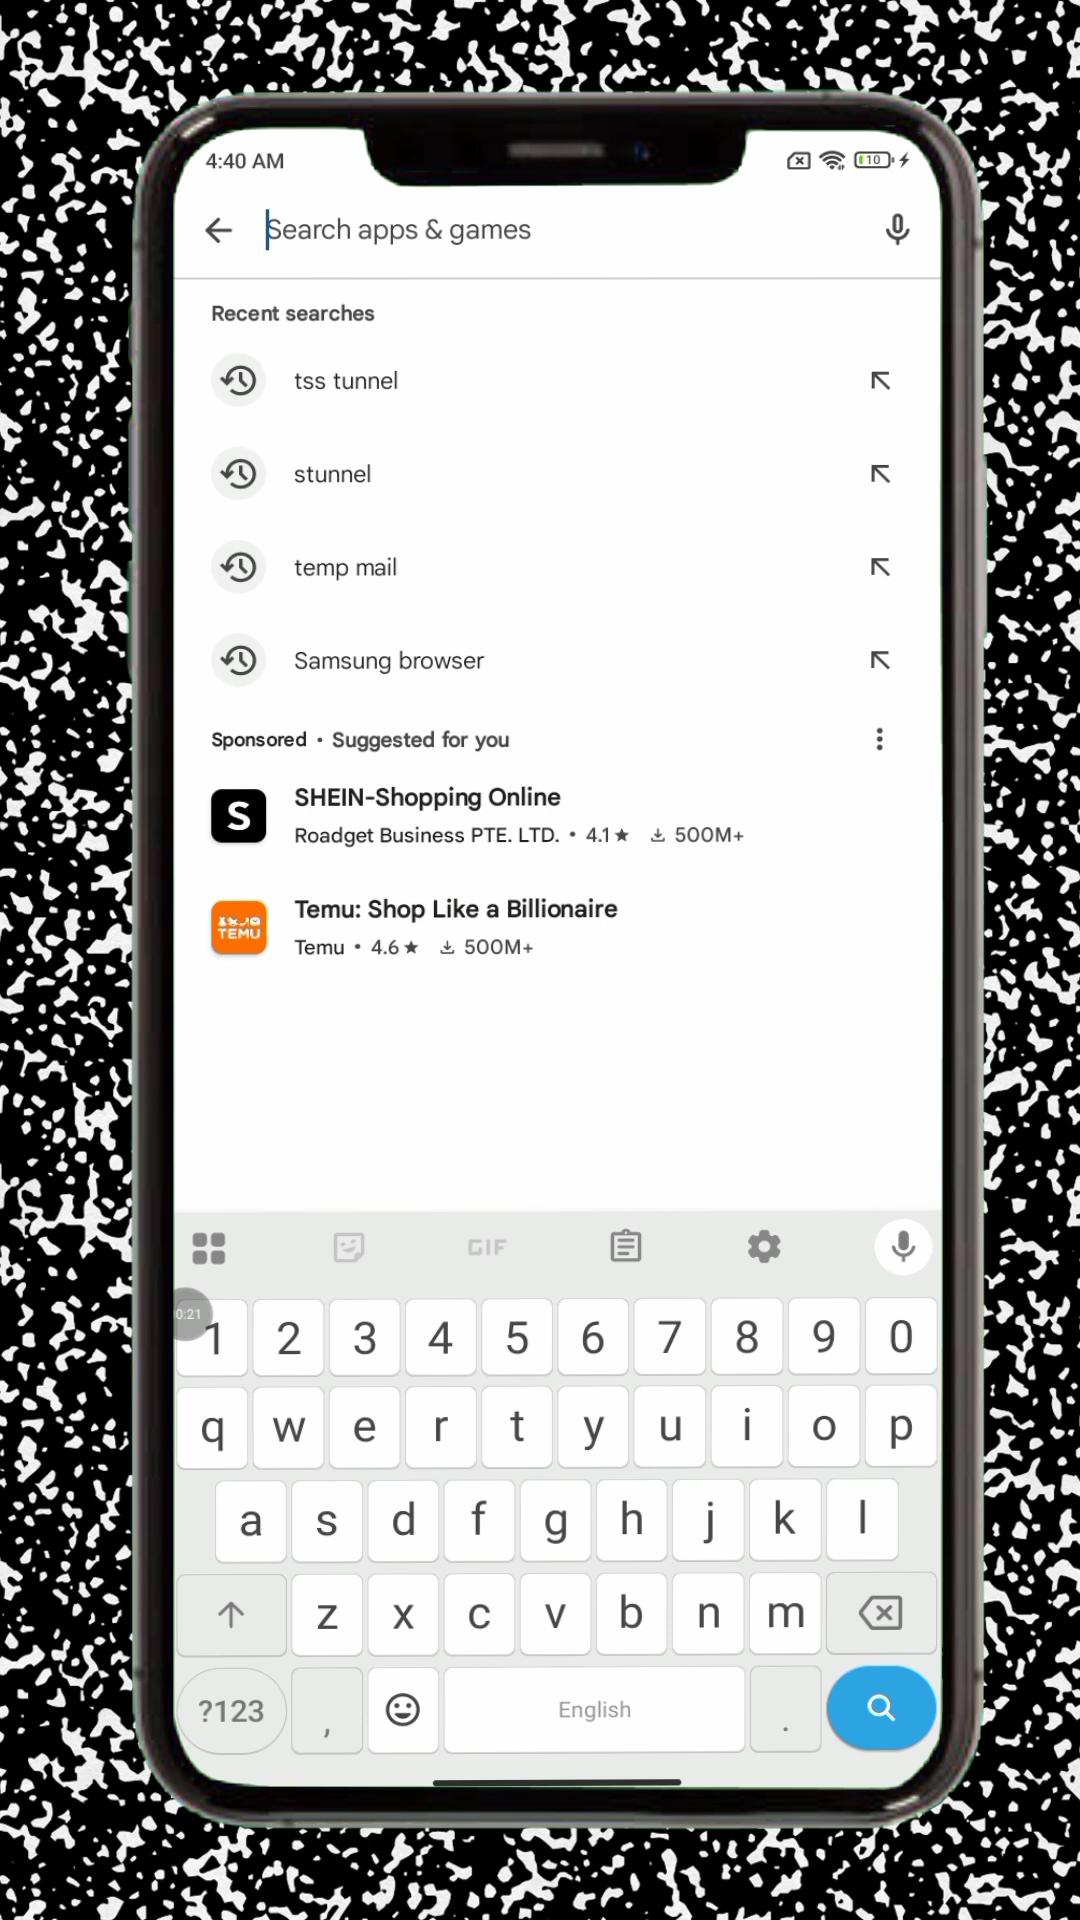 4:40 AM
10
Search apps & games
Recent searches
tss tunnel
stunnel
temp mail
Samsung browser
Sponsored • Suggested for you
S
SHEIN-Shopping Online
Roadget Business PTE. LTD. • 4.1★ 500M+
TEMU
Temu: Shop Like a Billionaire
Temu • 4.6★ 500M+
GIF
0:21
1 2 3 4 5 6 7 8 9 0
q w e r t y u i o p
a s d f g h j k l
z x c v b n m
?123 , English .